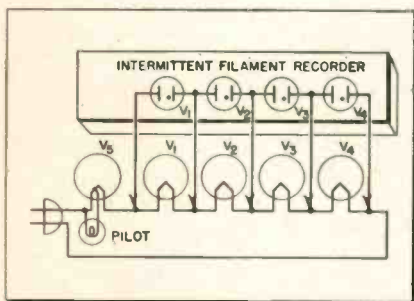 INTERMITTENT FILAMENT RECORDER
V1 V2 V3 V4
V5 V1 V2 V3 V4
PILOT